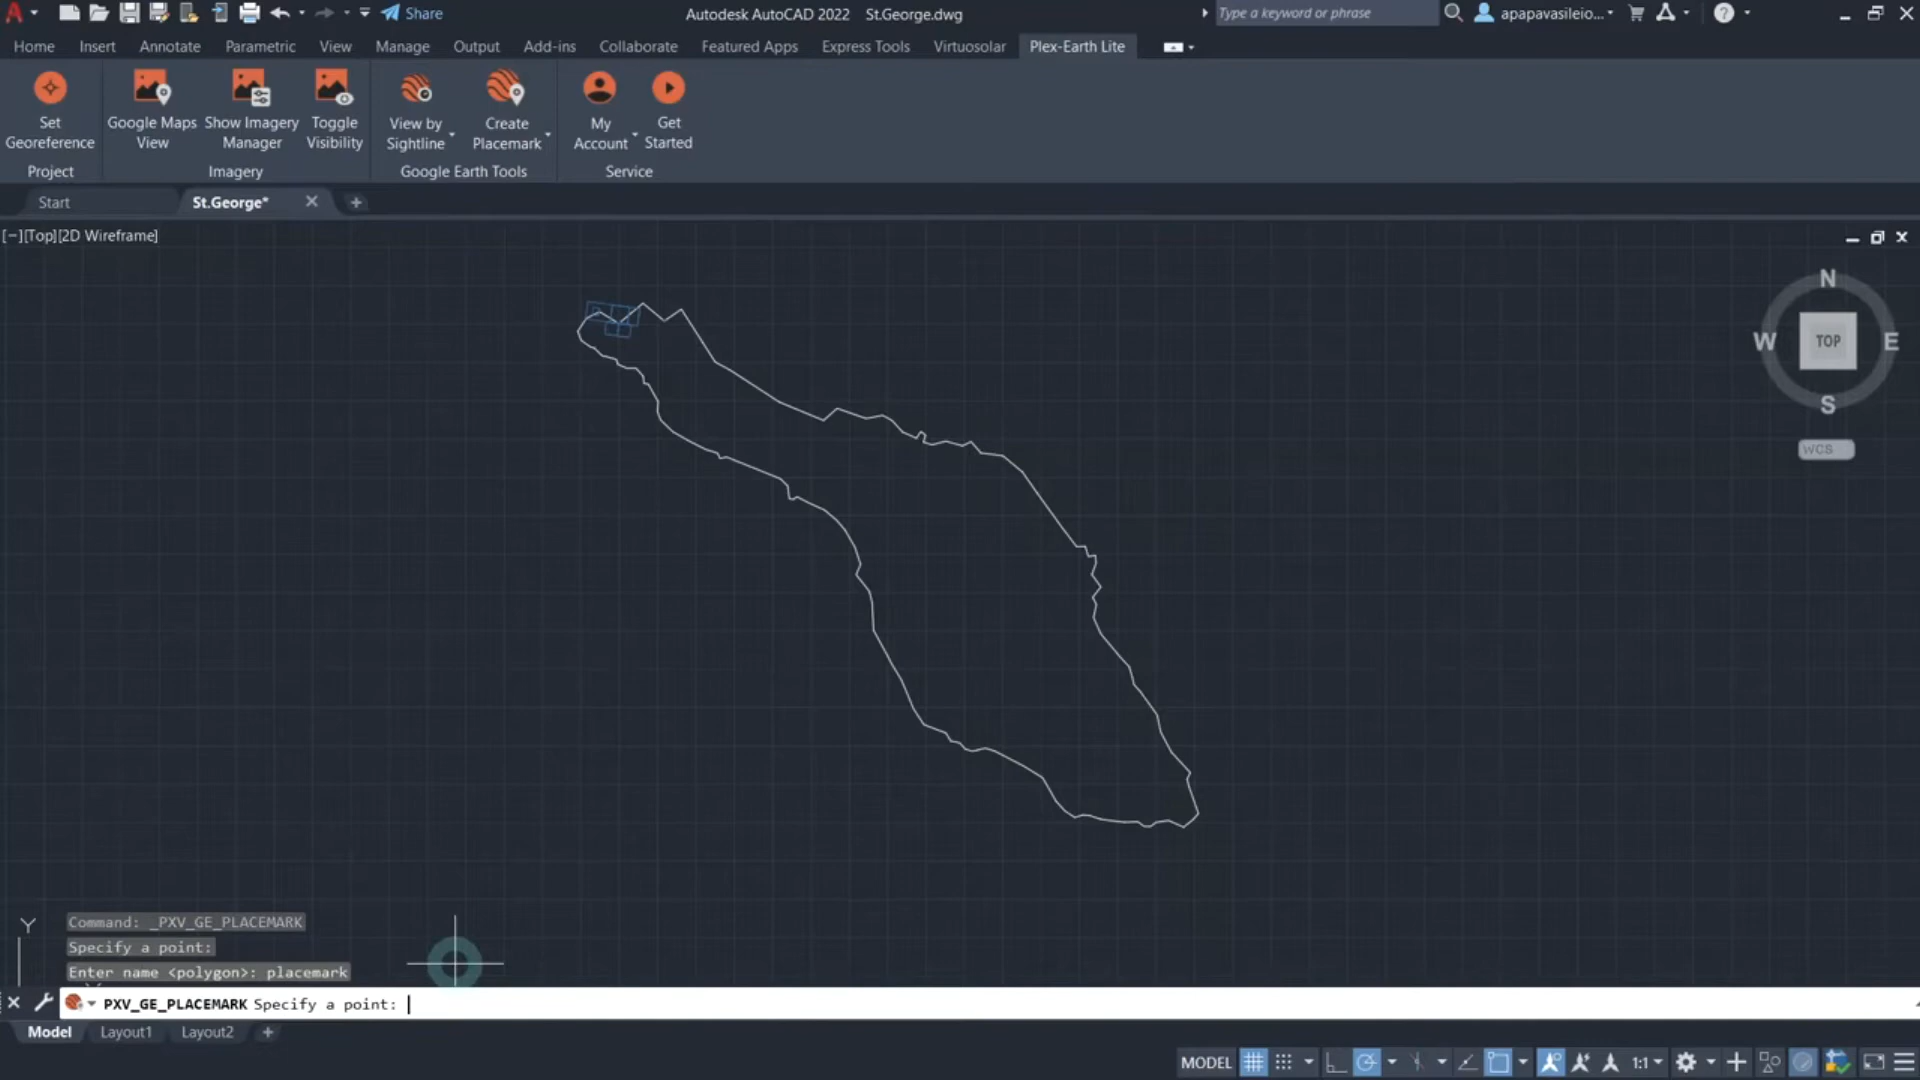 A Share Autodesk AutoCAD 2022 St.George.dwg Type a keyword or phrase apapavasileio...
Home Insert Annotate Parametric View Manage Output Add-ins Collaborate Featured Apps Express Tools Virtuosolar Plex-Earth Lite
Set Georeference
Google Maps View
Show Imagery Manager
Toggle Visibility
View by Sightline
Create Placemark
My Account
Get Started
Project Imagery Google Earth Tools Service
Start St.George*
[−][Top][2D Wireframe]
N
W TOP E
S
WCS
Y
Command: _PXV_GE_PLACEMARK
Specify a point:
Enter name <polygon>: placemark
PXV_GE_PLACEMARK Specify a point:
Model Layout1 Layout2
MODEL 1:1